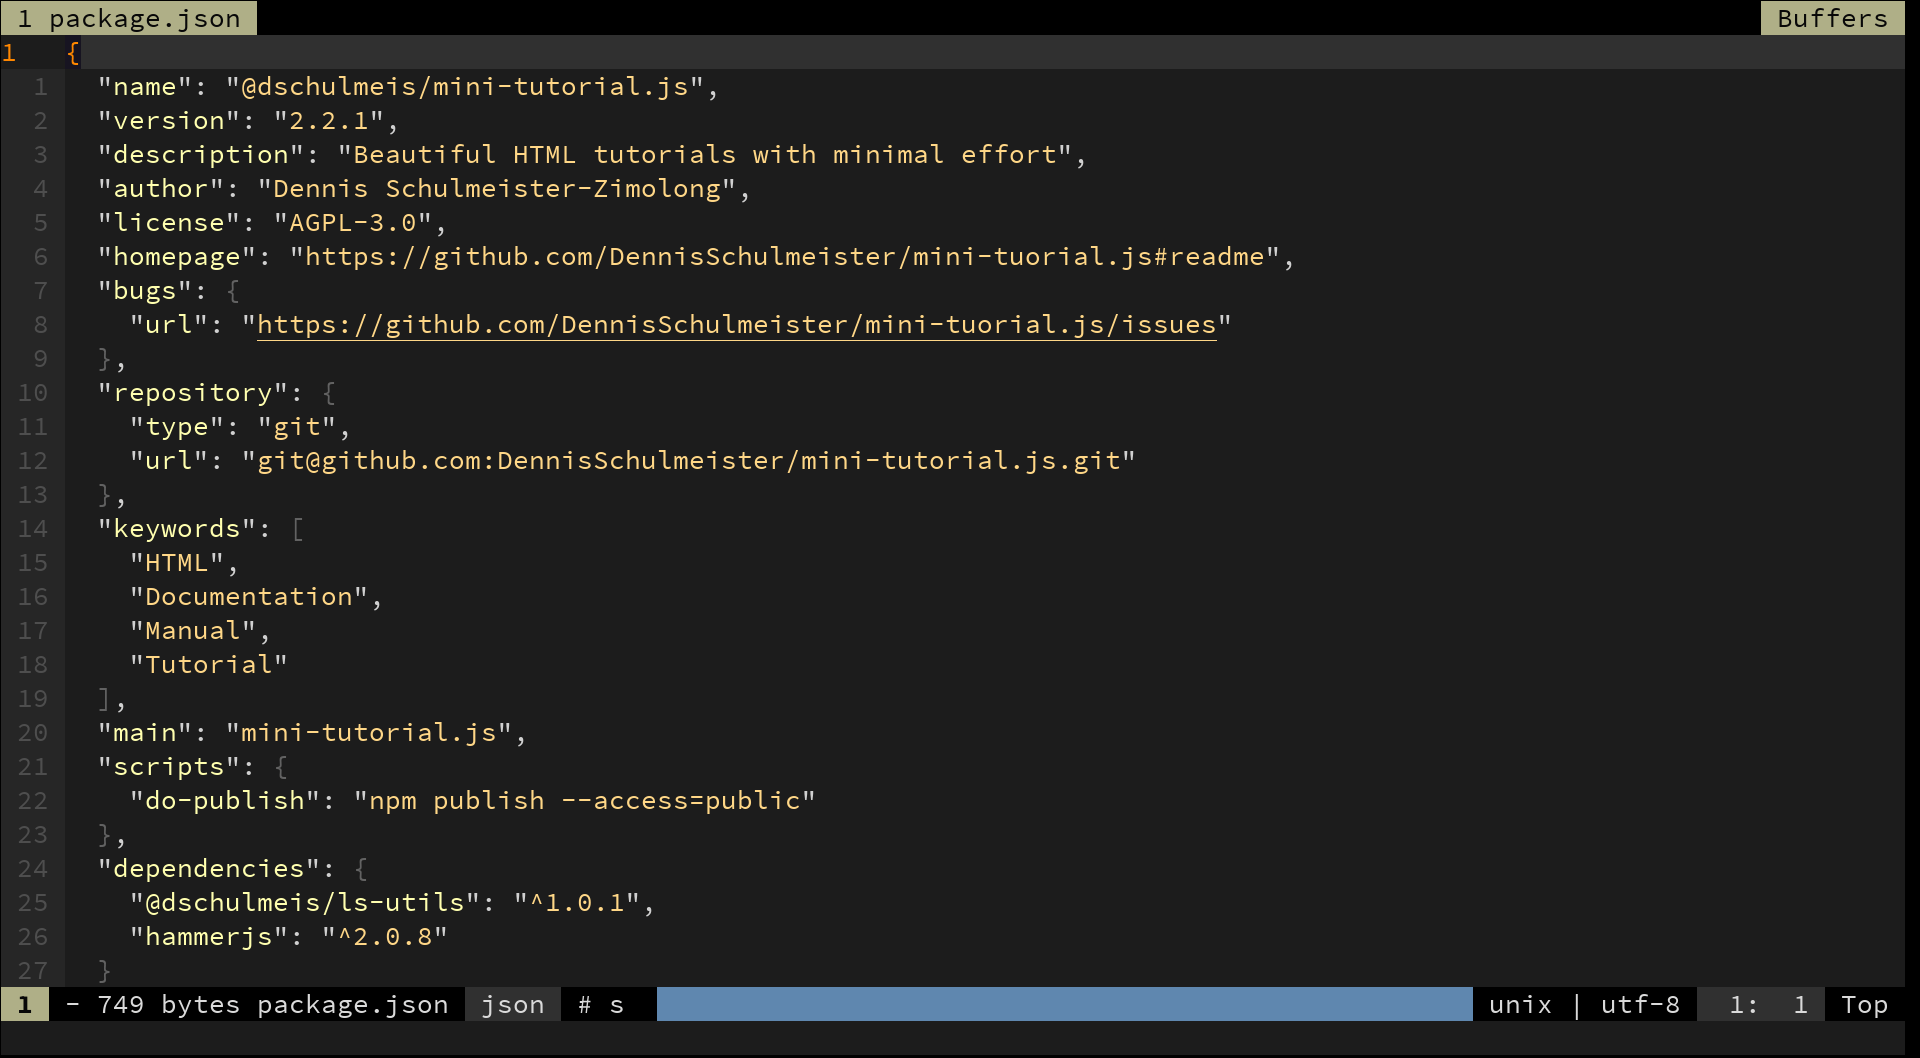 1 package.json Buffers
1 {
1 "name": "@dschulmeis/mini-tutorial.js",
2 "version": "2.2.1",
3 "description": "Beautiful HTML tutorials with minimal effort",
4 "author": "Dennis Schulmeister-Zimolong",
5 "license": "AGPL-3.0",
6 "homepage": "https://github.com/DennisSchulmeister/mini-tuorial.js#readme",
7 "bugs": {
8 "url": "https://github.com/DennisSchulmeister/mini-tuorial.js/issues"
9 },
10 "repository": {
11 "type": "git",
12 "url": "git@github.com:DennisSchulmeister/mini-tutorial.js.git"
13 },
14 "keywords": [
15 "HTML",
16 "Documentation",
17 "Manual",
18 "Tutorial"
19 ],
20 "main": "mini-tutorial.js",
21 "scripts": {
22 "do-publish": "npm publish --access=public"
23 },
24 "dependencies": {
25 "@dschulmeis/ls-utils": "^1.0.1",
26 "hammerjs": "^2.0.8"
27 }
1 - 749 bytes package.json json # s unix | utf-8 1: 1 Top